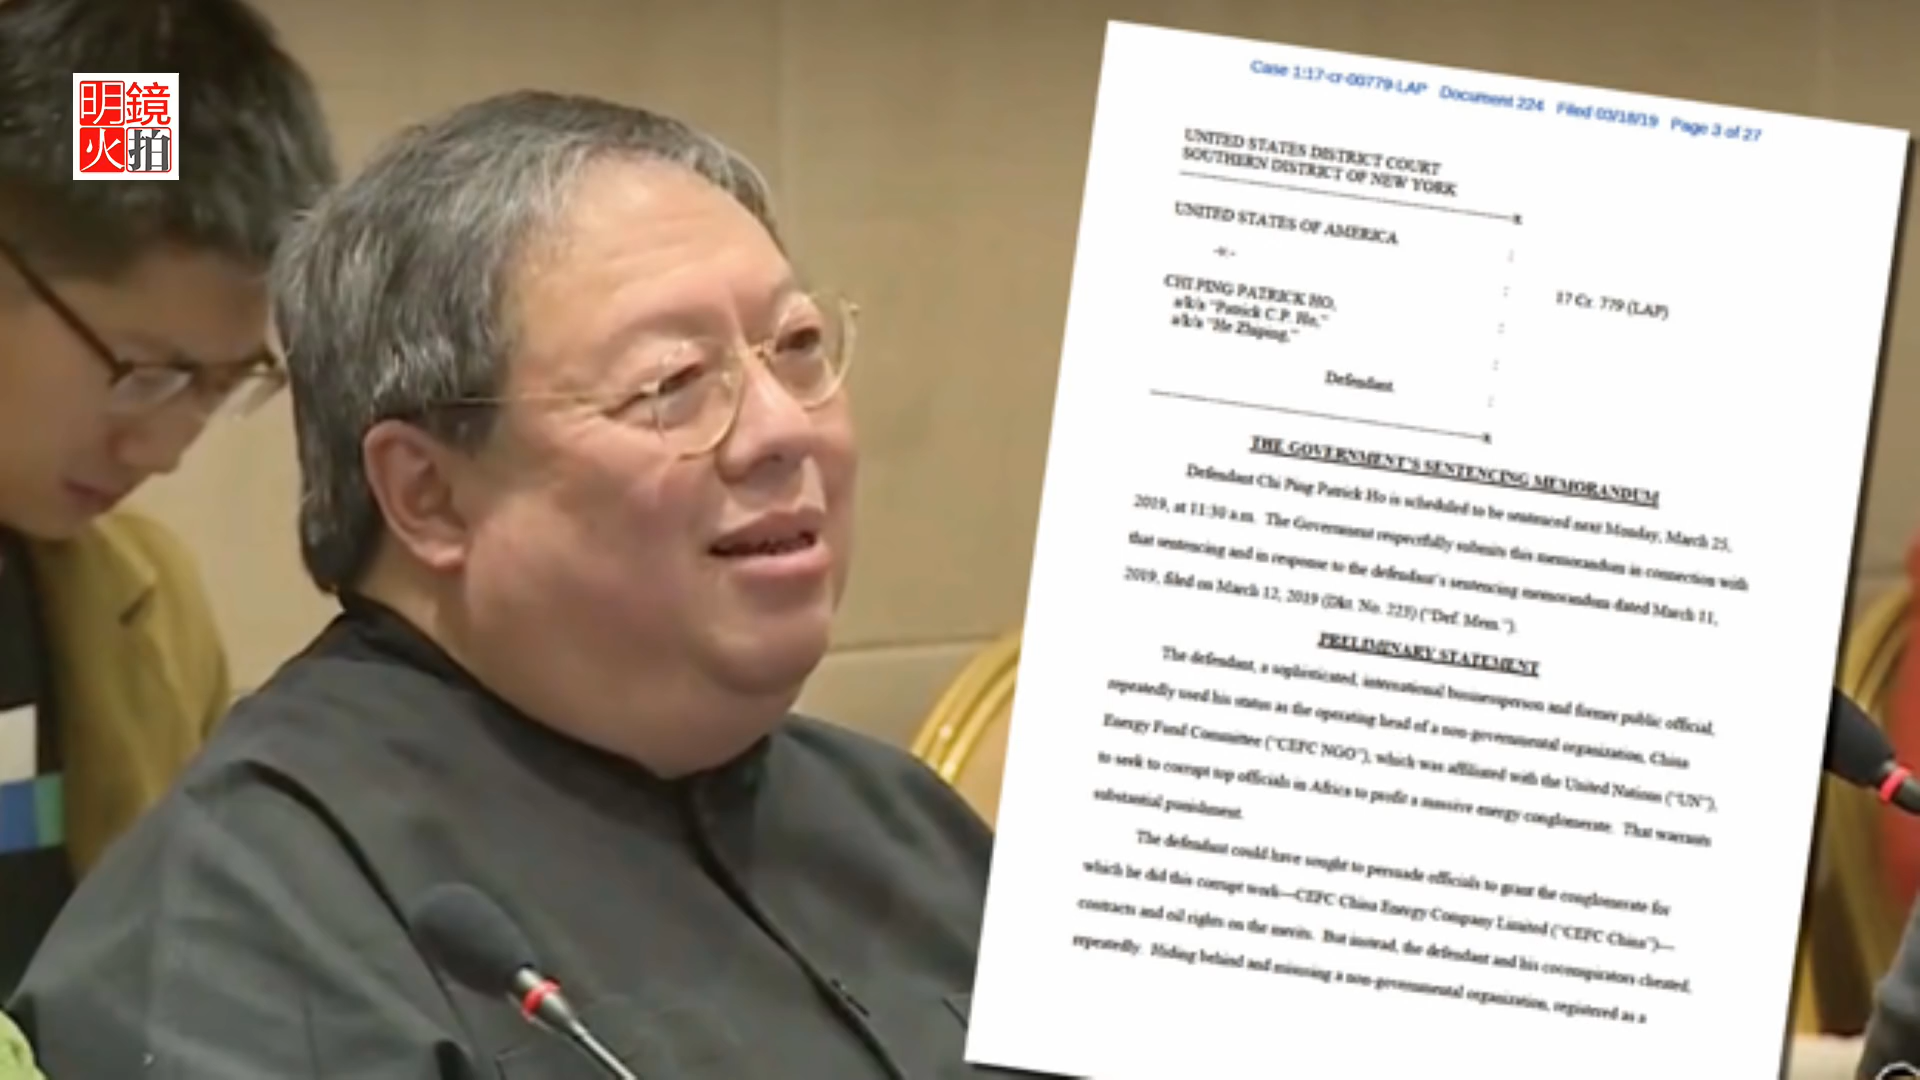 明鏡
火拍
Case 1:17-cr-00779-LAP Document 224 Filed 03/18/19 Page 3 of 27
UNITED STATES DISTRICT COURT
SOUTHERN DISTRICT OF NEW YORK
x
UNITED STATES OF AMERICA
:
-v.-
:
CHI PING PATRICK HO,
17 Cr. 779 (LAP)
a/k/a "Patrick C.P. Ho,"
:
a/k/a "He Zhiping,"
:
Defendant.
:
x
THE GOVERNMENT'S SENTENCING MEMORANDUM
Defendant Chi Ping Patrick Ho is scheduled to be sentenced next Monday, March 25,
2019, at 11:30 a.m. The Government respectfully submits this memorandum in connection with
that sentencing and in response to the defendant's sentencing memorandum dated March 11,
2019, filed on March 12, 2019 (Dkt. No. 223) ("Def. Mem.").
PRELIMINARY STATEMENT
The defendant, a sophisticated, international businessperson and former public official,
repeatedly used his status as the operating head of a non-governmental organization, China
Energy Fund Committee ("CEFC NGO"), which was affiliated with the United Nations ("UN"),
to seek to corrupt top officials in Africa to profit a massive energy conglomerate. That warrants
substantial punishment.
The defendant could have sought to persuade officials to grant the conglomerate for
which he did this corrupt work—CEFC China Energy Company Limited ("CEFC China")—
contracts and oil rights on the merits. But instead, the defendant and his coconspirators cheated,
repeatedly. Hiding behind and misusing a non-governmental organization, registered as a